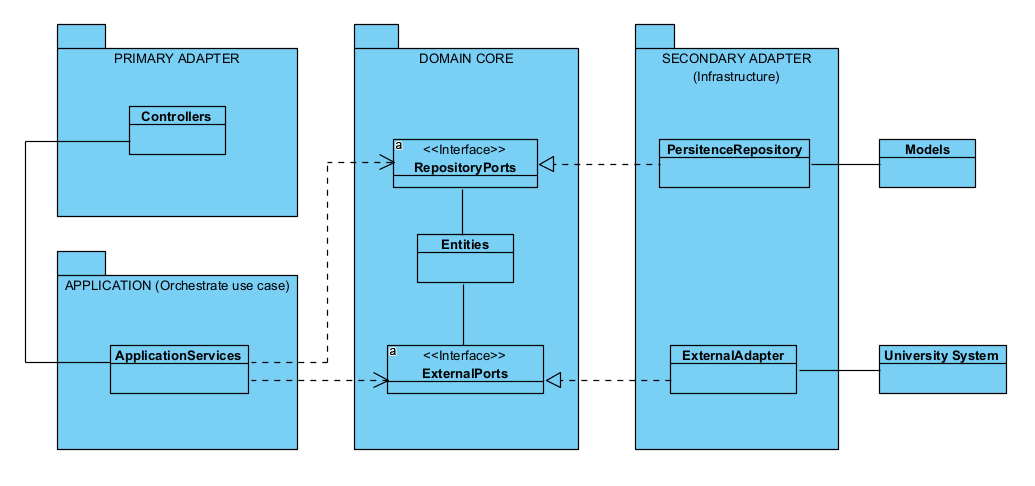 PRIMARY ADAPTER
Controllers
APPLICATION (Orchestrate use case)
ApplicationServices
DOMAIN CORE
a
<<Interface>>
RepositoryPorts
Entities
a
<<Interface>>
ExternalPorts
SECONDARY ADAPTER
(Infrastructure)
PersitenceRepository
ExternalAdapter
Models
University System